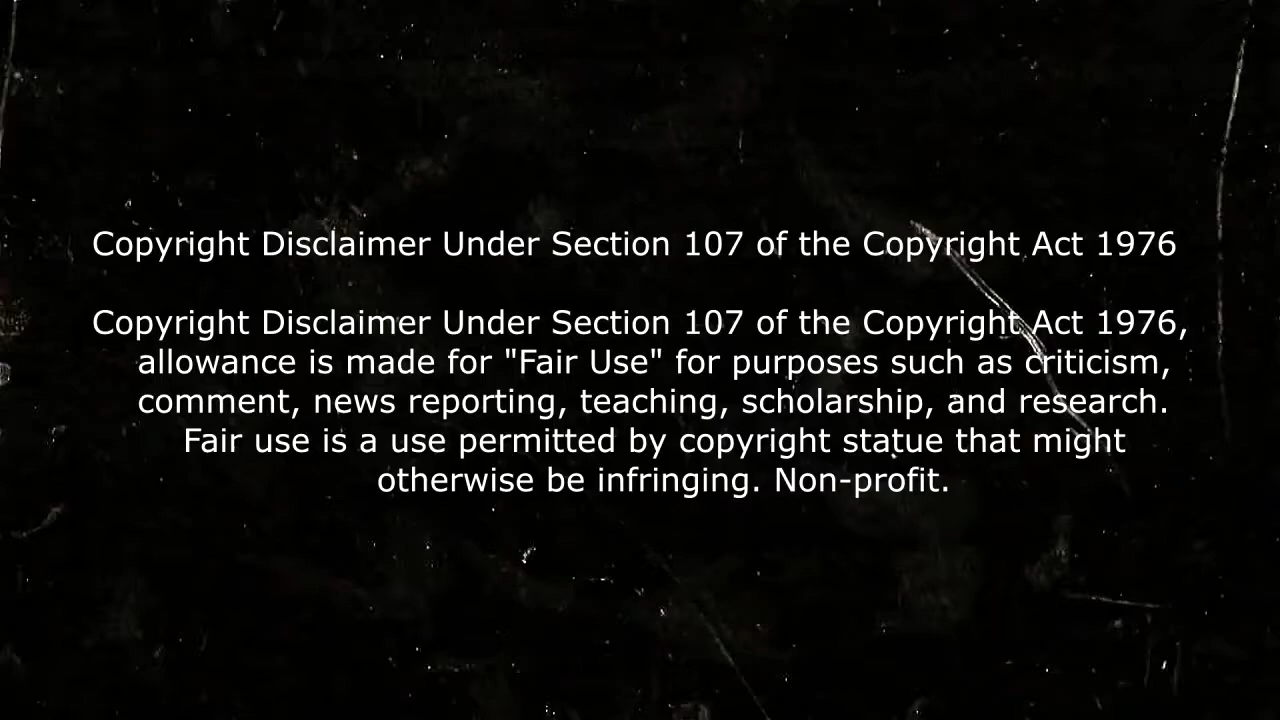 Copyright Disclaimer Under Section 107 of the Copyright Act 1976
Copyright Disclaimer Under Section 107 of the Copyright Act 1976,
allowance is made for "Fair Use" for purposes such as criticism,
comment, news reporting, teaching, scholarship, and research.
Fair use is a use permitted by copyright statue that might
otherwise be infringing. Non-profit.